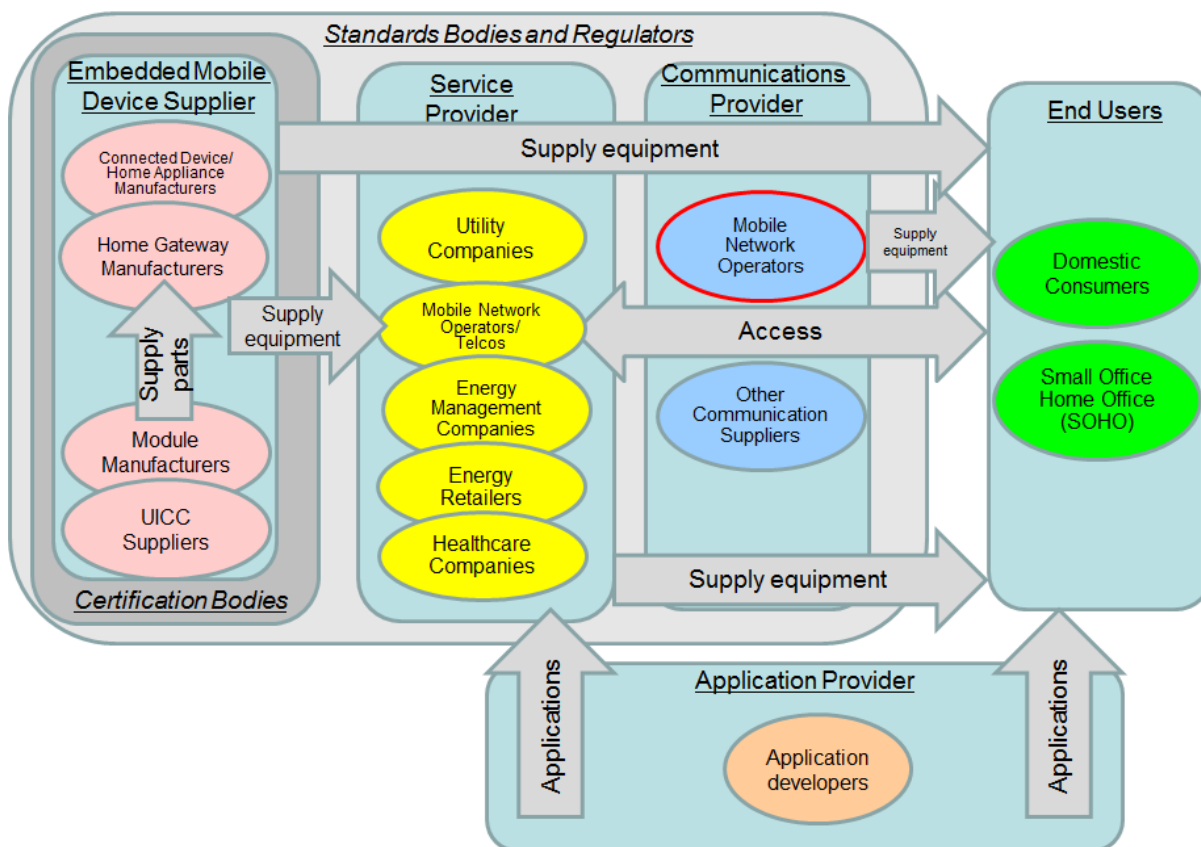 Standards Bodies and Regulators
Embedded Mobile
Device Supplier
Connected Device/
Home Appliance
Manufacturers
Home Gateway
Manufacturers
Supply
parts
Module
Manufacturers
UICC
Suppliers
Certification Bodies
Supply
equipment
Service
Provider
Utility
Companies
Mobile Network
Operators/
Telcos
Energy
Management
Companies
Energy
Retailers
Healthcare
Companies
Communications
Provider
Supply equipment
Mobile
Network
Operators
Supply
equipment
Access
Other
Communication
Suppliers
Supply equipment
End Users
Domestic
Consumers
Small Office
Home Office
(SOHO)
Applications
Application Provider
Application
developers
Applications